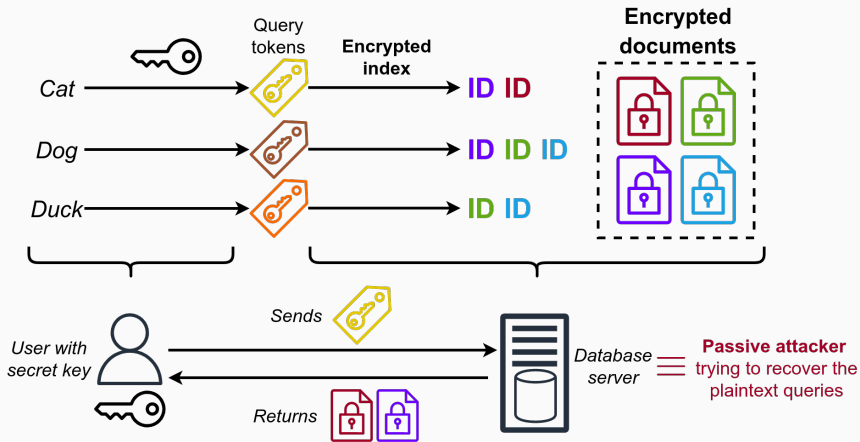 Query
tokens
Encrypted
index
Encrypted
documents
Cat
ID ID
Dog
ID ID ID
Duck
ID ID
Sends
User with
secret key
Database
server
Passive attacker
trying to recover the
plaintext queries
Returns